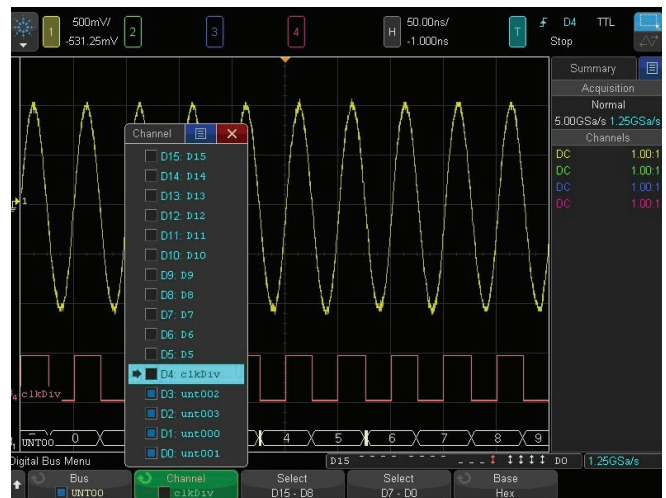 1 500mV/ 2 3 4 H 50.00ns/ T D4 TTL
-531.25mV -1.000ns Stop
Summary
Acquisition
Normal
5.00GSa/s 1.25GSa/s
Channels
DC 1.00:1
DC 1.00:1
DC 1.00:1
DC 1.00:1
Channel
D15: D15
D14: D14
D13: D13
D12: D12
D11: D11
D10: D10
D9: D9
D8: D8
D7: D7
D6: D6
D5: D5
D4: clkDiv
D3: unt002
D2: unt003
D1: unt000
D0: unt001
1
clkDiv
UNT00 0 4 5 6 7 8 9
Digital Bus Menu D15 D0 1.25GSa/s
Bus Channel Select Select Base
UNT00 clkDiv D15 - D8 D7 - D0 Hex